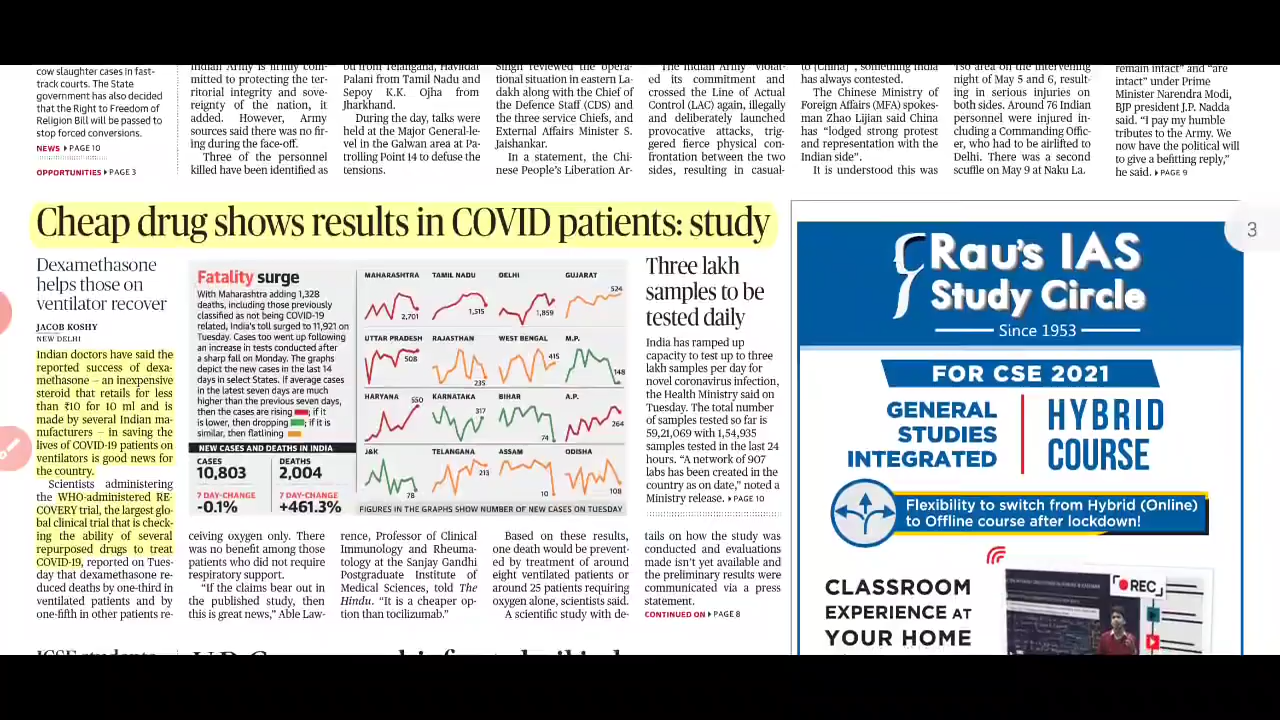 cow slaughter cases in fast-
track courts. The State
government has also decided
that the Right to Freedom of
Religion Bill will be passed to
stop forced conversions.
NEWS PAGE 10
OPPORTUNITIES PAGE 3
Indian Army is firmly com-
mitted to protecting the ter-
ritorial integrity and sove-
reignty of the nation, it
added. However, Army
sources said there was no fir-
ing during the face-off.
Three of the personnel
killed have been identified as
bu from Telangana, Havildar
Palani from Tamil Nadu and
Sepoy K.K. Ojha from
Jharkhand.
During the day, talks were
held at the Major General-le-
vel in the Galwan area at Pa-
trolling Point 14 to defuse the
tensions.
Singh reviewed the opera-
tional situation in eastern La-
dakh along with the Chief of
the Defence Staff (CDS) and
the three service Chiefs, and
External Affairs Minister S.
Jaishankar.
In a statement, the Chi-
nese People's Liberation Ar-
The Indian Army violat-
ed its commitment and
crossed the Line of Actual
Control (LAC) again, illegally
and deliberately launched
provocative attacks, trig-
gered fierce physical con-
frontation between the two
sides, resulting in casual-
to [China], something India
has always contested.
The Chinese Ministry of
Foreign Affairs (MFA) spokes-
man Zhao Lijian said China
has "lodged strong protest
and representation with the
Indian side".
It is understood this was
Tso area on the intervening
night of May 5 and 6, result-
ing in serious injuries on
both sides. Around 76 Indian
personnel were injured in-
cluding a Commanding Offic-
er, who had to be airlifted to
Delhi. There was a second
scuffle on May 9 at Naku La.
remain intact" and "are
intact" under Prime
Minister Narendra Modi,
BJP president J.P. Nadda
said. "I pay my humble
tributes to the Army. We
now have the political will
to give a befitting reply,"
he said. PAGE 9
Cheap drug shows results in COVID patients: study
Dexamethasone
helps those on
ventilator recover
JACOB KOSHY
NEW DELHI
Indian doctors have said the
reported success of dexa-
methasone – an inexpensive
steroid that retails for less
than ₹10 for 10 ml and is
made by several Indian ma-
nufacturers – in saving the
lives of COVID-19 patients on
ventilators is good news for
the country.
Scientists administering
the WHO-administered RE-
COVERY trial, the largest glo-
bal clinical trial that is check-
ing the ability of several
repurposed drugs to treat
COVID-19, reported on Tues-
day that dexamethasone re-
duced deaths by one-third in
ventilated patients and by
one-fifth in other patients re-
Fatality surge
With Maharashtra adding 1,328
deaths, including those previously
classified as not being COVID-19
related, India's toll surged to 11,921 on
Tuesday. Cases too went up following
an increase in tests conducted after
a sharp fall on Monday. The graphs
depict the new cases in the last 14
days in select States. If average cases
in the latest seven days are much
higher than the previous seven days,
then the cases are rising ; if it
is lower, then dropping ; if it is
similar, then flatlining
NEW CASES AND DEATHS IN INDIA
CASES
10,803
7 DAY-CHANGE
-0.1%
DEATHS
2,004
7 DAY-CHANGE
+461.3%
MAHARASHTRA
2,701
TAMIL NADU
1,515
DELHI
1,859
GUJARAT
524
UTTAR PRADESH
508
RAJASTHAN
235
WEST BENGAL
415
M.P.
148
HARYANA
550
KARNATAKA
317
BIHAR
74
A.P.
264
J&K
78
TELANGANA
213
ASSAM
10
ODISHA
108
FIGURES IN THE GRAPHS SHOW NUMBER OF NEW CASES ON TUESDAY
ceiving oxygen only. There
was no benefit among those
patients who did not require
respiratory support.
"If the claims bear out in
the published study, then
this is great news," Able Law-
rence, Professor of Clinical
Immunology and Rheuma-
tology at the Sanjay Gandhi
Postgraduate Institute of
Medical Sciences, told The
Hindu. "It is a cheaper op-
tion than tocilizumab."
Based on these results,
one death would be prevent-
ed by treatment of around
eight ventilated patients or
around 25 patients requiring
oxygen alone, scientists said.
A scientific study with de-
tails on how the study was
conducted and evaluations
made isn't yet available and
the preliminary results were
communicated via a press
statement.
CONTINUED ON PAGE 8
Three lakh
samples to be
tested daily
India has ramped up
capacity to test up to three
lakh samples per day for
novel coronavirus infection,
the Health Ministry said on
Tuesday. The total number
of samples tested so far is
59,21,069 with 1,54,935
samples tested in the last 24
hours. "A network of 907
labs has been created in the
country as on date," noted a
Ministry release. PAGE 10
3
Rau's IAS
Study Circle
Since 1953
FOR CSE 2021
GENERAL
STUDIES
INTEGRATED
HYBRID
COURSE
Flexibility to switch from Hybrid (Online)
to Offline course after lockdown!
CLASSROOM
EXPERIENCE AT
YOUR HOME
REC